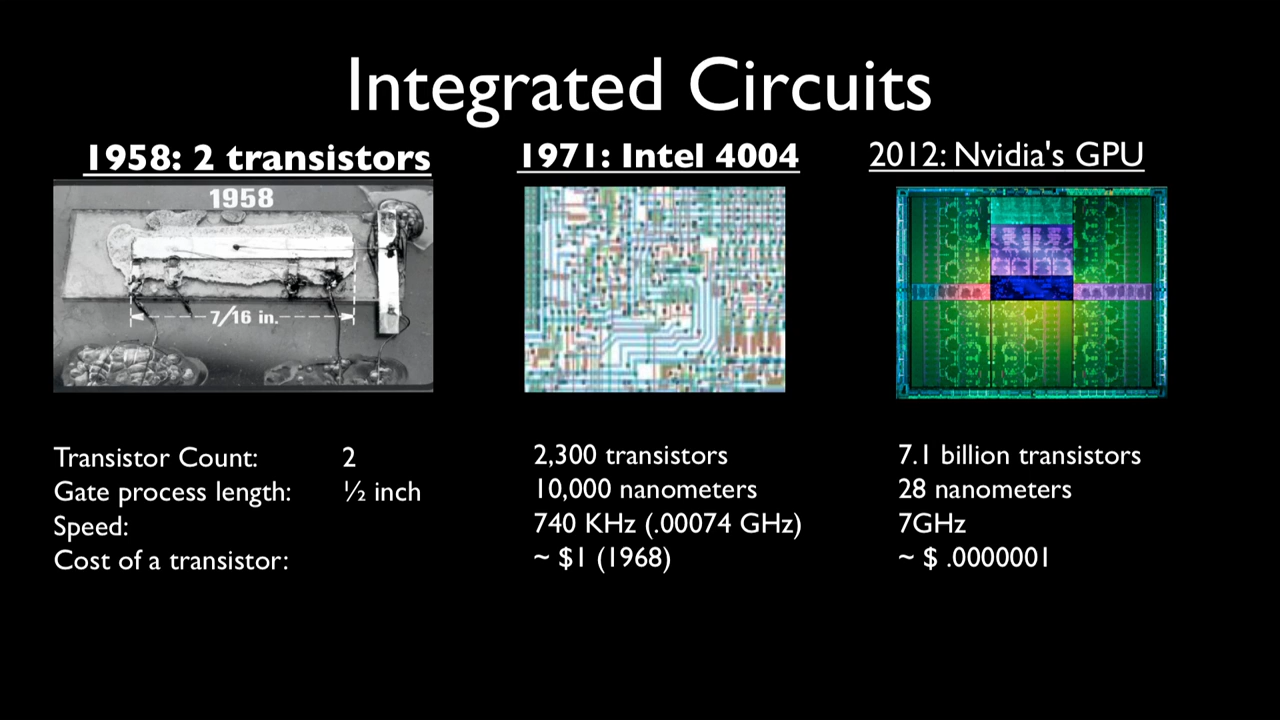 Integrated Circuits
1958: 2 transistors
1958
7/16 in.
Transistor Count: 2
Gate process length: ½ inch
Speed:
Cost of a transistor:
1971: Intel 4004
2,300 transistors
10,000 nanometers
740 KHz (.00074 GHz)
~ $1 (1968)
2012: Nvidia's GPU
7.1 billion transistors
28 nanometers
7GHz
~ $ .0000001